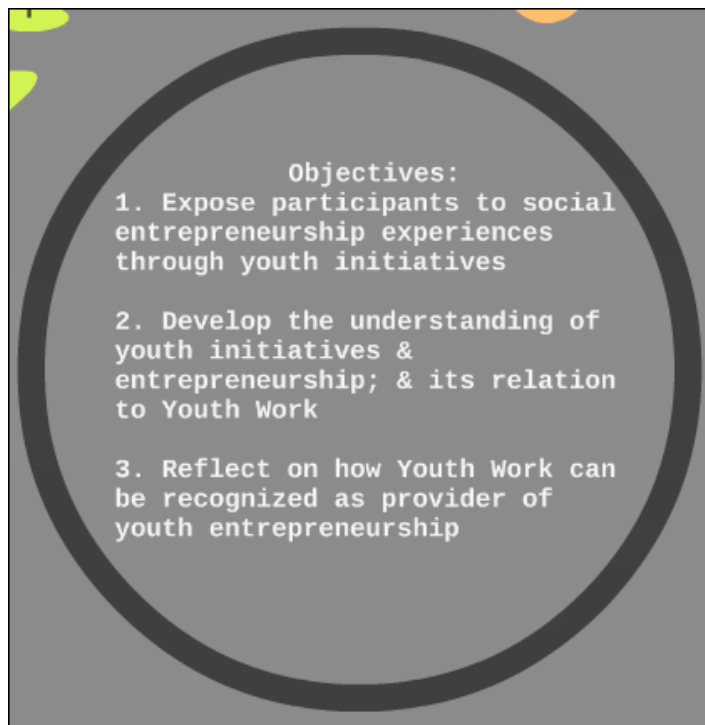 Objectives:
1. Expose participants to social
entrepreneurship experiences
through youth initiatives
2. Develop the understanding of
youth initiatives &
entrepreneurship; & its relation
to Youth Work
3. Reflect on how Youth Work can
be recognized as provider of
youth entrepreneurship